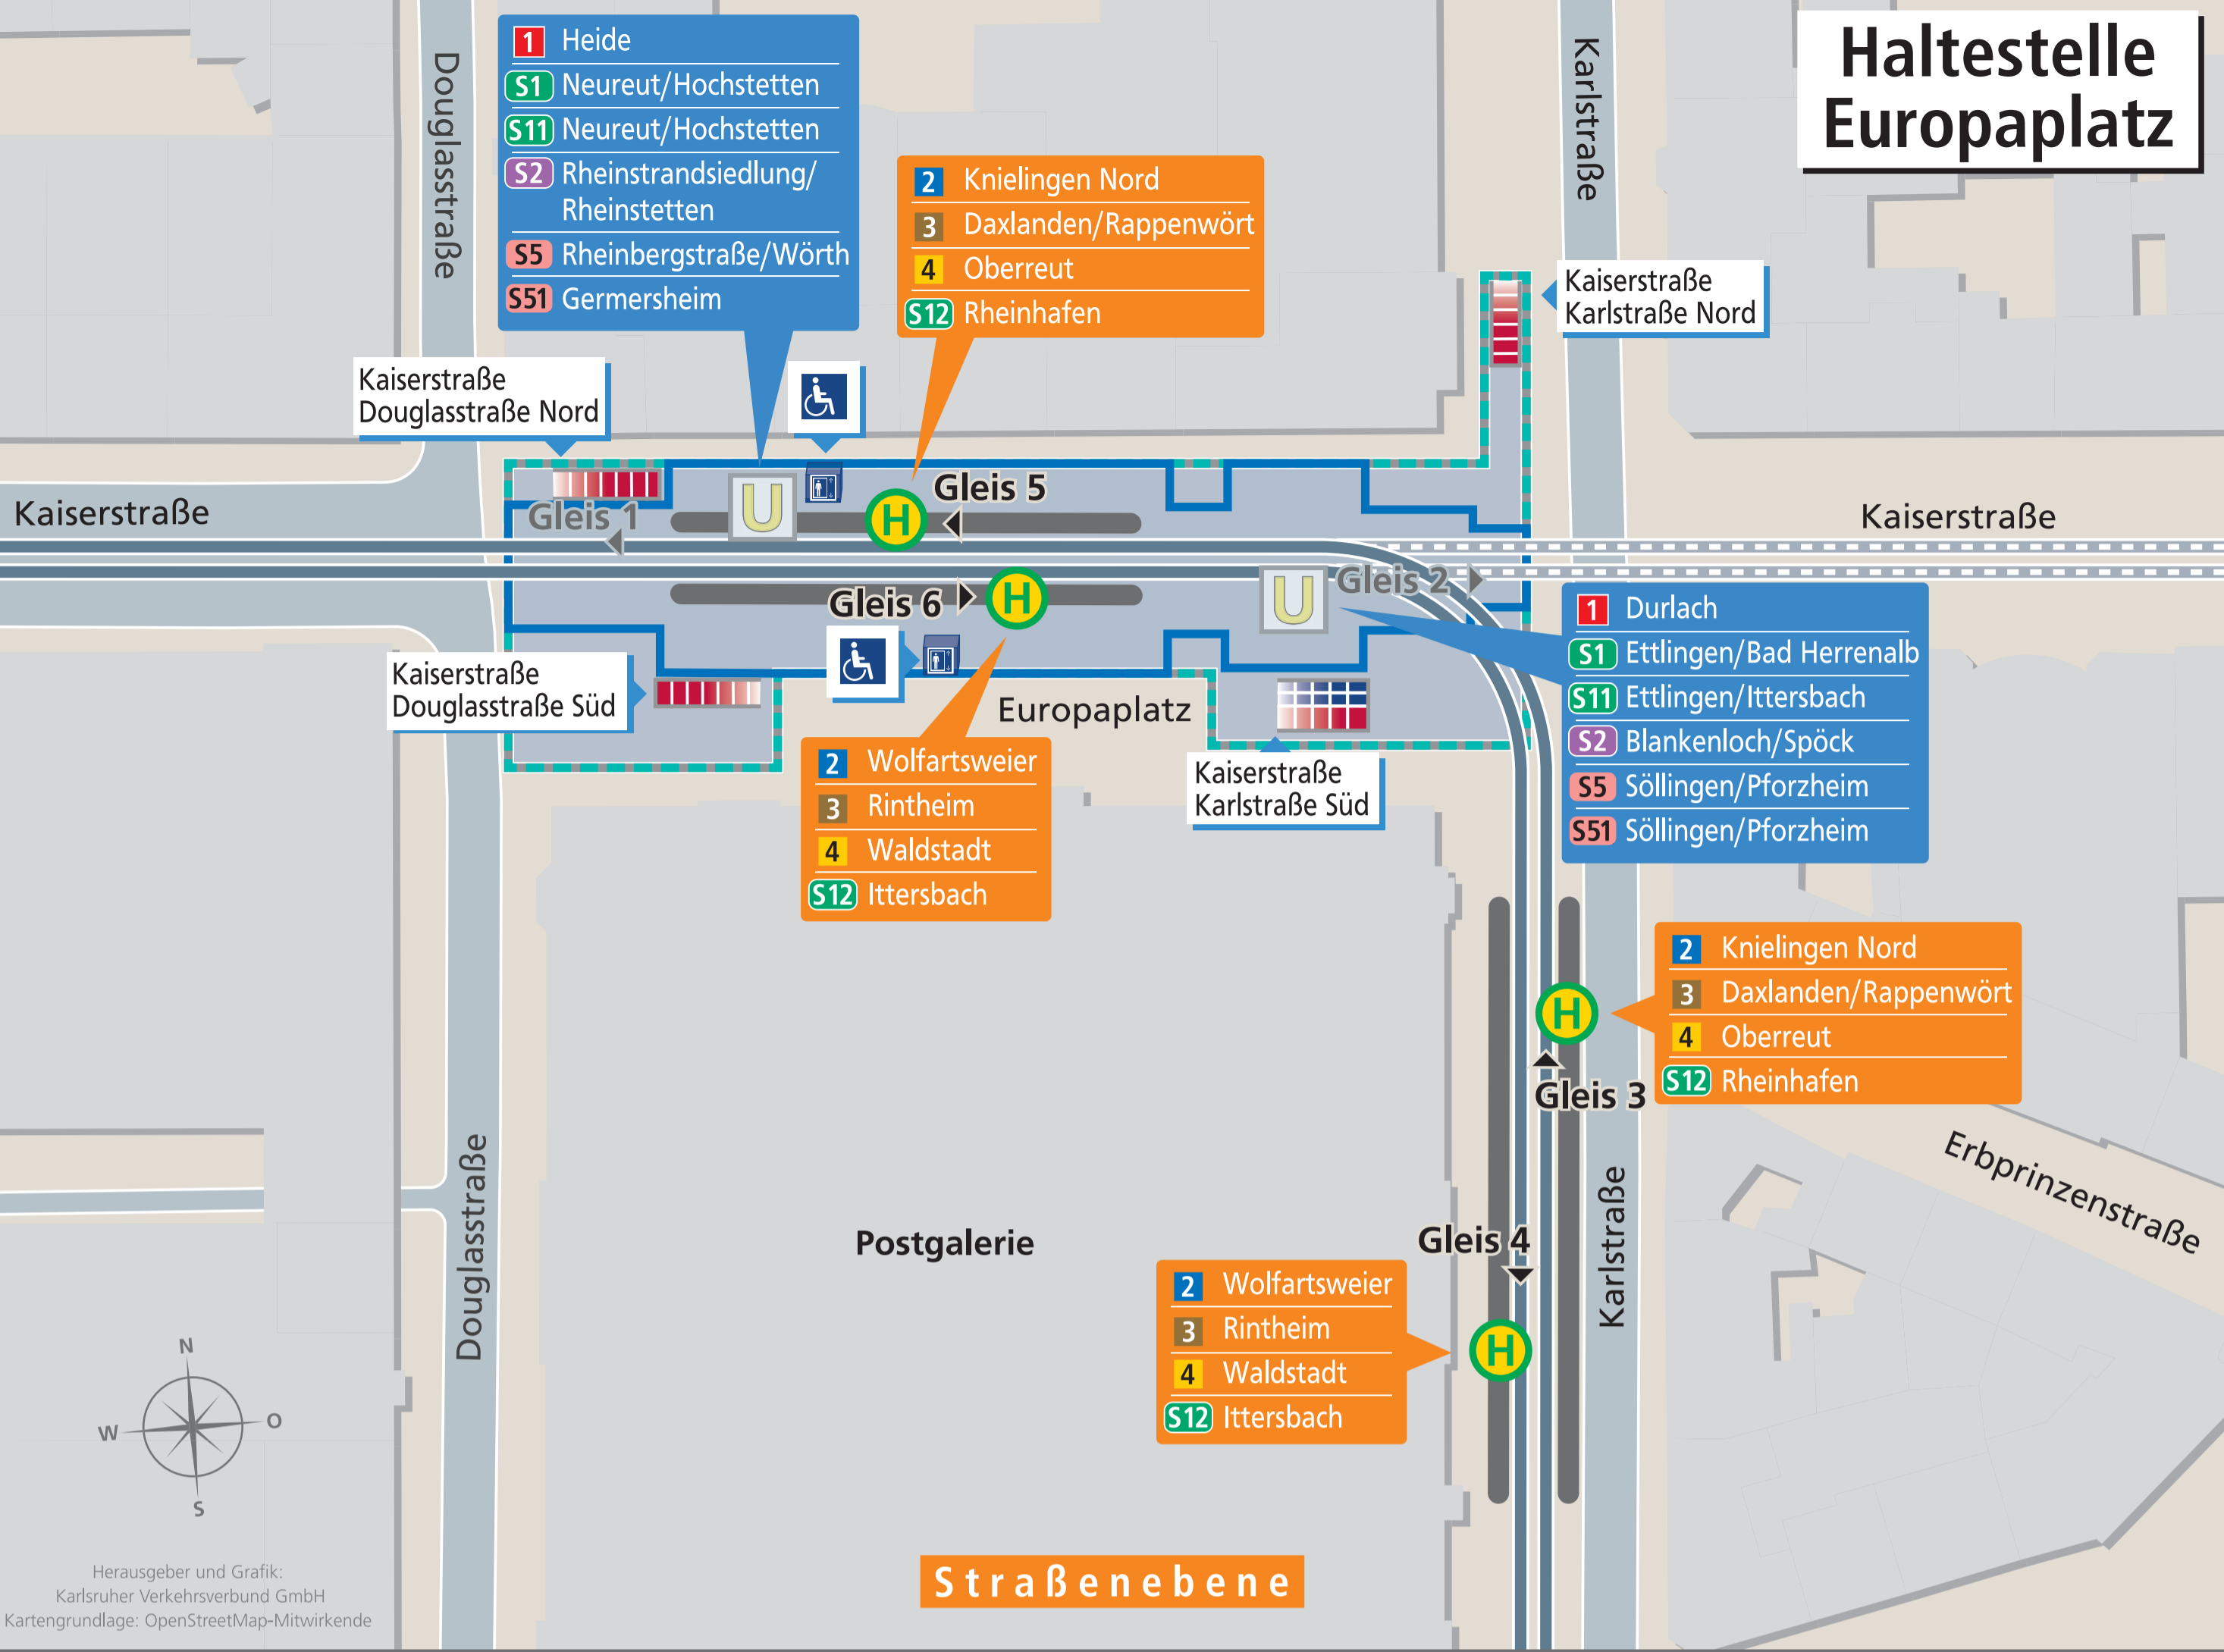 Haltestelle
Europaplatz
Douglasstraße
Karlstraße
1 Heide
S1 Neureut/Hochstetten
S11 Neureut/Hochstetten
S2 Rheinstrandsiedlung/
Rheinstetten
S5 Rheinbergstraße/Wörth
S51 Germersheim
2 Knielingen Nord
3 Daxlanden/Rappenwört
4 Oberreut
S12 Rheinhafen
Kaiserstraße
Karlstraße Nord
Kaiserstraße
Douglasstraße Nord
Kaiserstraße
Gleis 1
U
H
Gleis 5
Kaiserstraße
Gleis 6
H
U
Gleis 2
Kaiserstraße
Douglasstraße Süd
Europaplatz
Kaiserstraße
Karlstraße Süd
1 Durlach
S1 Ettlingen/Bad Herrenalb
S11 Ettlingen/Ittersbach
S2 Blankenloch/Spöck
S5 Söllingen/Pforzheim
S51 Söllingen/Pforzheim
2 Wolfartsweier
3 Rintheim
4 Waldstadt
S12 Ittersbach
2 Knielingen Nord
3 Daxlanden/Rappenwört
4 Oberreut
S12 Rheinhafen
H
Gleis 3
Erbprinzenstraße
Karlstraße
Douglasstraße
Postgalerie
Gleis 4
2 Wolfartsweier
3 Rintheim
4 Waldstadt
S12 Ittersbach
H
N
W
O
S
Straßenebene
Herausgeber und Grafik:
Karlsruher Verkehrsverbund GmbH
Kartengrundlage: OpenStreetMap-Mitwirkende